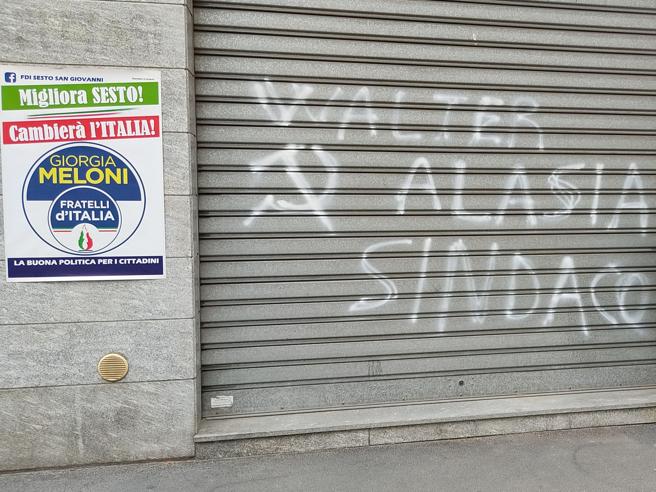 FDI SESTO SAN GIOVANNI
Migliora SESTO!
Cambierà l'ITALIA!
GIORGIA
MELONI
FRATELLI
d'ITALIA
LA BUONA POLITICA PER I CITTADINI
WALTER
ALASIA
SINDACO